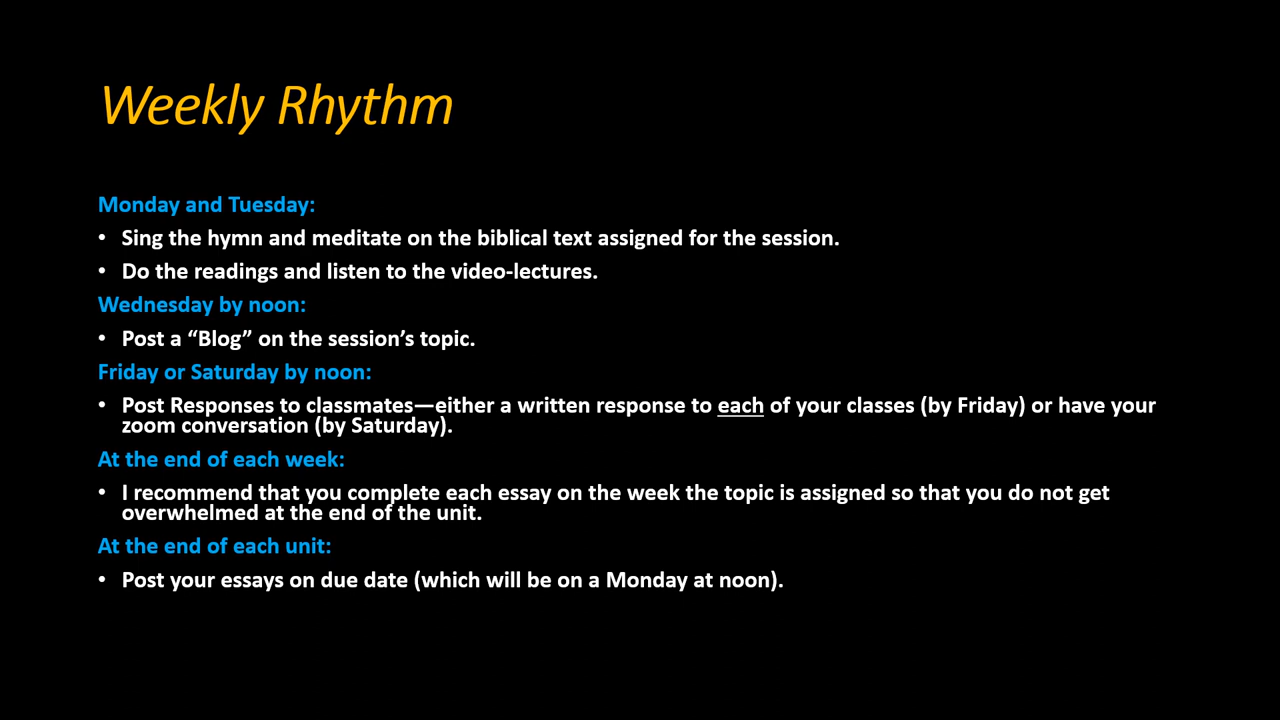 Weekly Rhythm
Monday and Tuesday:
• Sing the hymn and meditate on the biblical text assigned for the session.
• Do the readings and listen to the video-lectures.
Wednesday by noon:
• Post a “Blog” on the session’s topic.
Friday or Saturday by noon:
• Post Responses to classmates—either a written response to each of your classes (by Friday) or have your
zoom conversation (by Saturday).
At the end of each week:
• I recommend that you complete each essay on the week the topic is assigned so that you do not get
overwhelmed at the end of the unit.
At the end of each unit:
• Post your essays on due date (which will be on a Monday at noon).